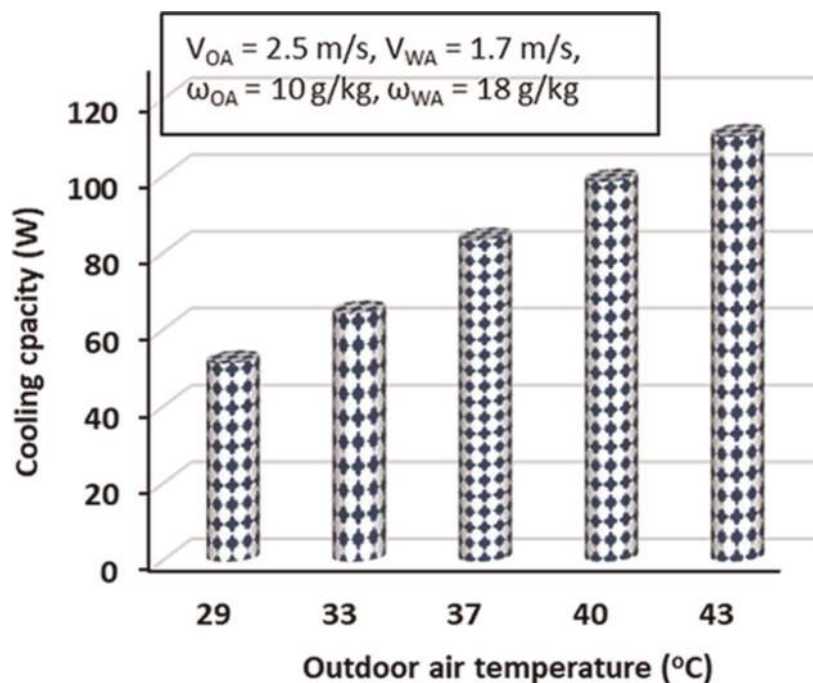 V_OA = 2.5 m/s, V_WA = 1.7 m/s,
ω_OA = 10 g/kg, ω_WA = 18 g/kg
120
100
80
60
40
20
0
Cooling cpacity (W)
29 33 37 40 43
Outdoor air temperature (ºC)